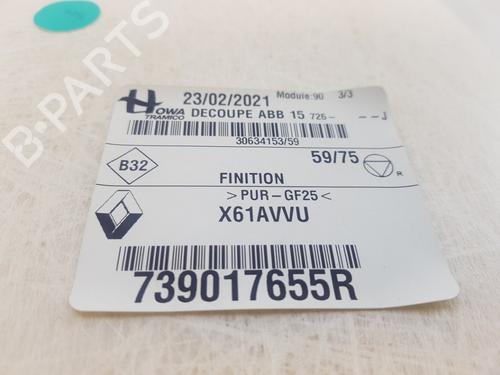 B-PARTS
HOWA
TRAMICO
23/02/2021 Module:90 3/3
DECOUPE ABB 15 726- --J
30634153/59
B32
59/75
R
FINITION
>PUR-GF25<
X61AVVU
739017655R